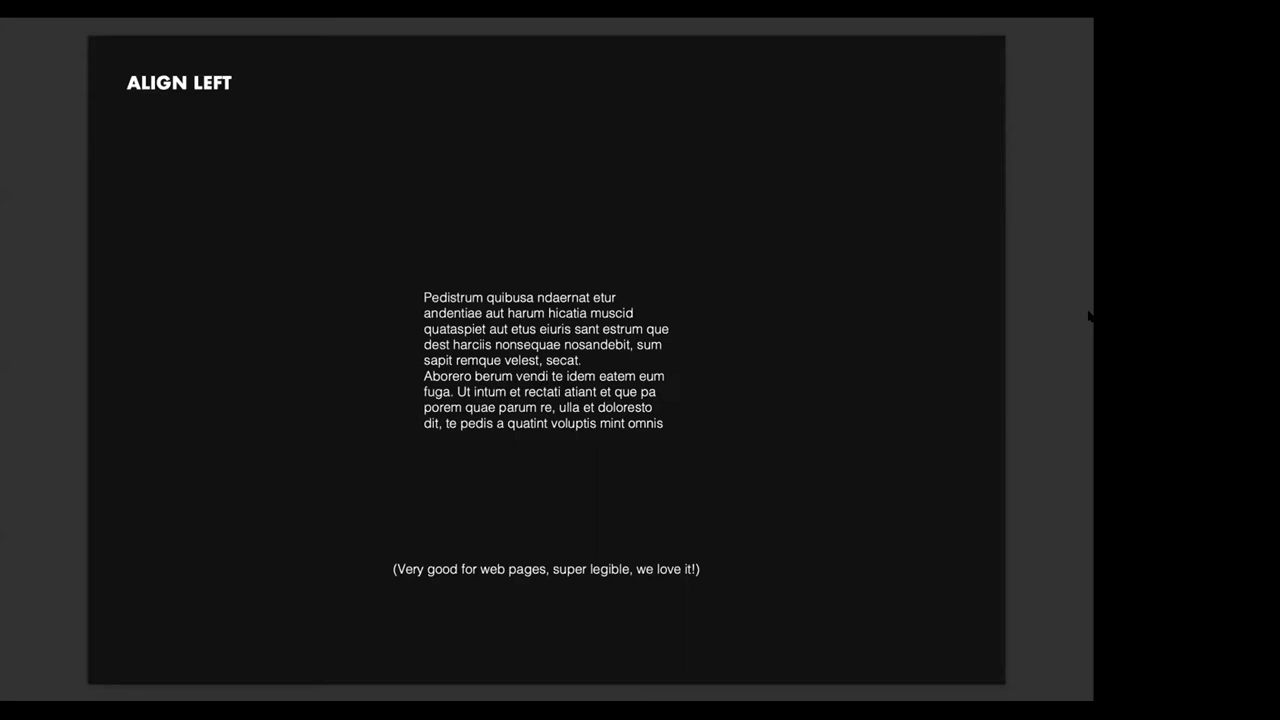 ALIGN LEFT
Pedistrum quibusa ndaernat etur
andentiae aut harum hicatia muscid
quataspiet aut etus eiuris sant estrum que
dest harciis nonsequae nosandebit, sum
sapit remque velest, secat.
Aborero berum vendi te idem eatem eum
fuga. Ut intum et rectati atiant et que pa
porem quae parum re, ulla et doloresto
dit, te pedis a quatint voluptis mint omnis
(Very good for web pages, super legible, we love it!)